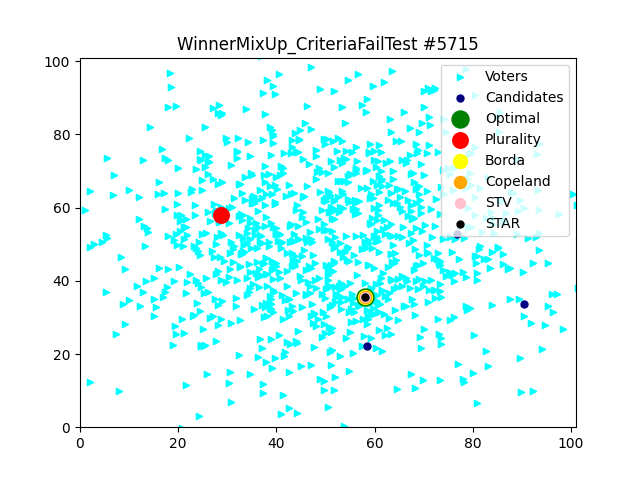 WinnerMixUp_CriteriaFailTest #5715
100
80
60
40
20
0
0
20
40
60
80
100
Voters
Candidates
Optimal
Plurality
Borda
Copeland
STV
STAR